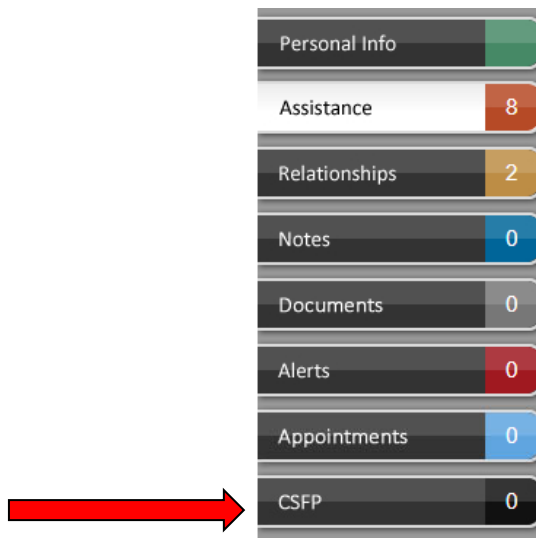 Personal Info
Assistance 8
Relationships 2
Notes 0
Documents 0
Alerts 0
Appointments 0
CSFP 0